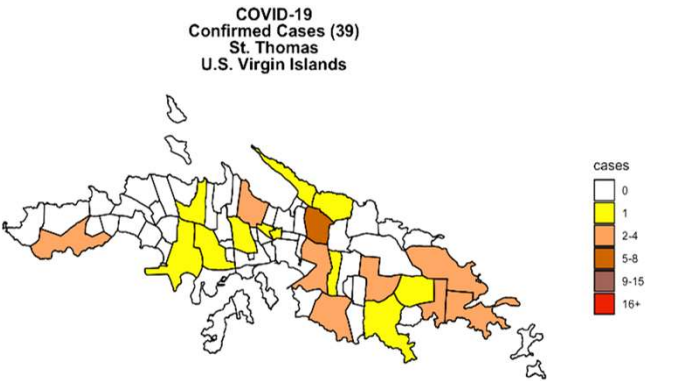 COVID-19
Confirmed Cases (39)
St. Thomas
U.S. Virgin Islands
cases
0
1
2-4
5-8
9-15
16+